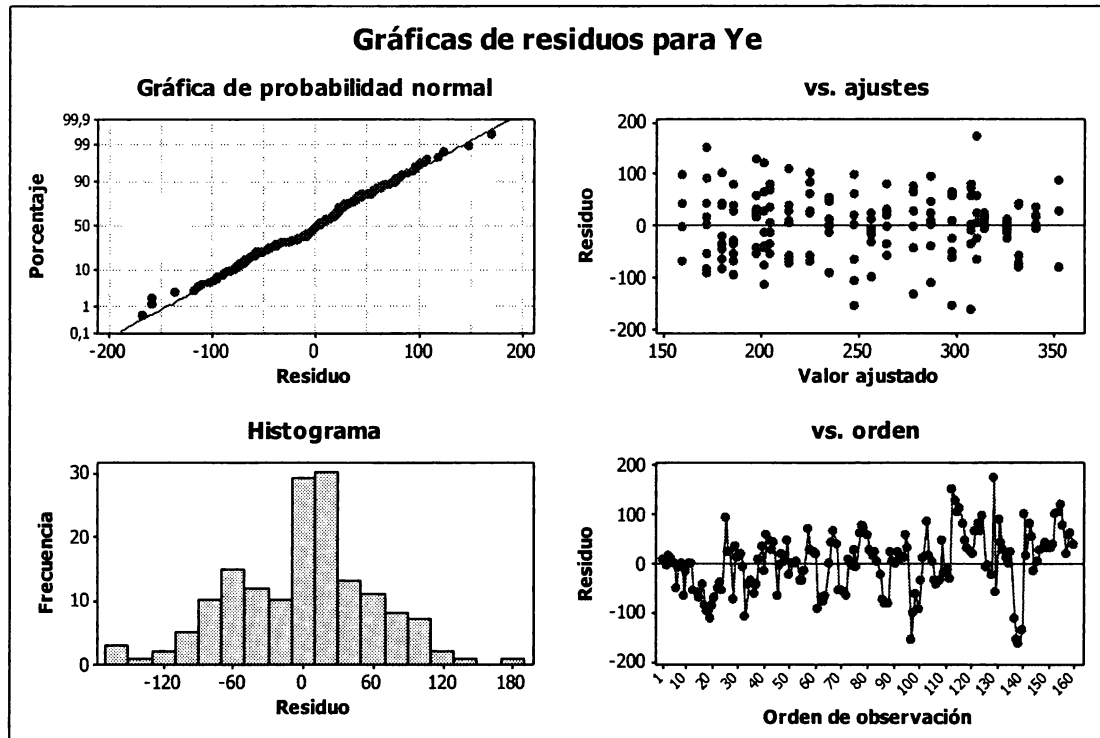 Gráficas de residuos para Ye
Gráfica de probabilidad normal
99,9
99
90
50
10
1
0,1
Porcentaje
-200 -100 0 100 200
Residuo
vs. ajustes
200
100
0
-100
-200
Residuo
150 200 250 300 350
Valor ajustado
Histograma
30
20
10
0
Frecuencia
-120 -60 0 60 120 180
Residuo
vs. orden
200
100
0
-100
-200
Residuo
1 10 20 30 40 50 60 70 80 90 100 110 120 130 140 150 160
Orden de observación